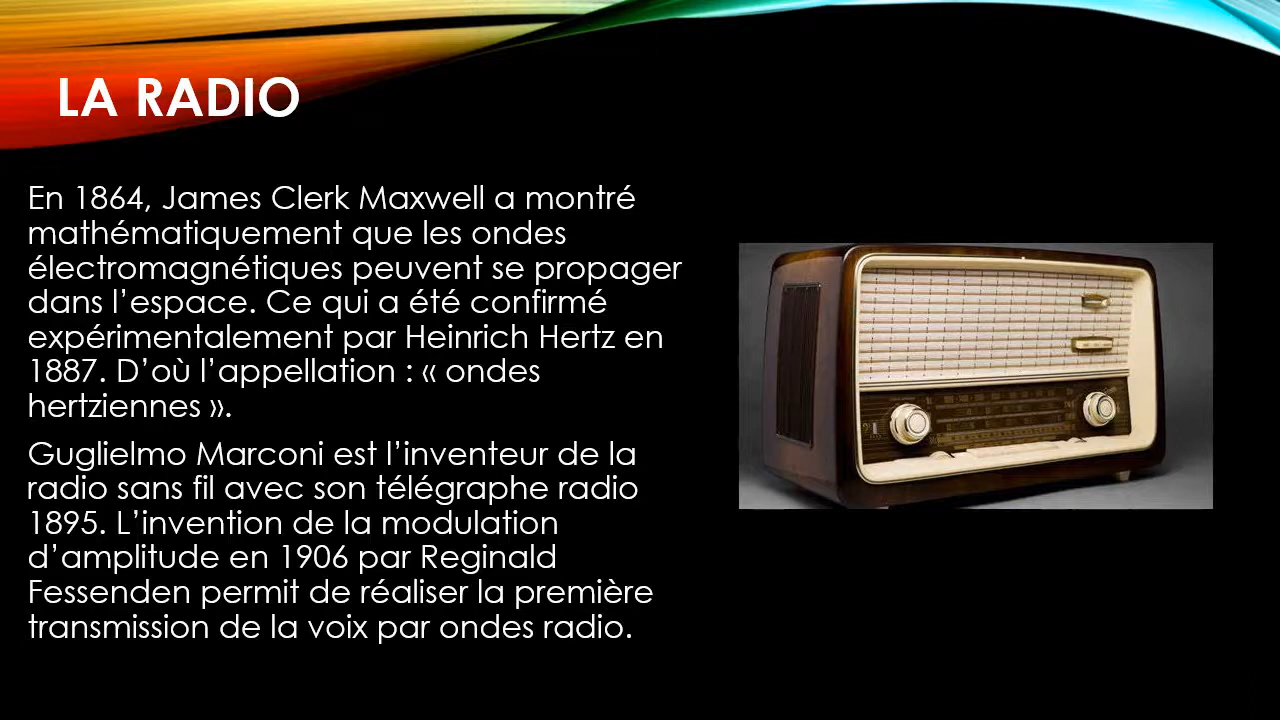 LA RADIO
En 1864, James Clerk Maxwell a montré
mathématiquement que les ondes
électromagnétiques peuvent se propager
dans l’espace. Ce qui a été confirmé
expérimentalement par Heinrich Hertz en
1887. D’où l’appellation : « ondes
hertziennes ».
Guglielmo Marconi est l’inventeur de la
radio sans fil avec son télégraphe radio
1895. L’invention de la modulation
d’amplitude en 1906 par Reginald
Fessenden permit de réaliser la première
transmission de la voix par ondes radio.